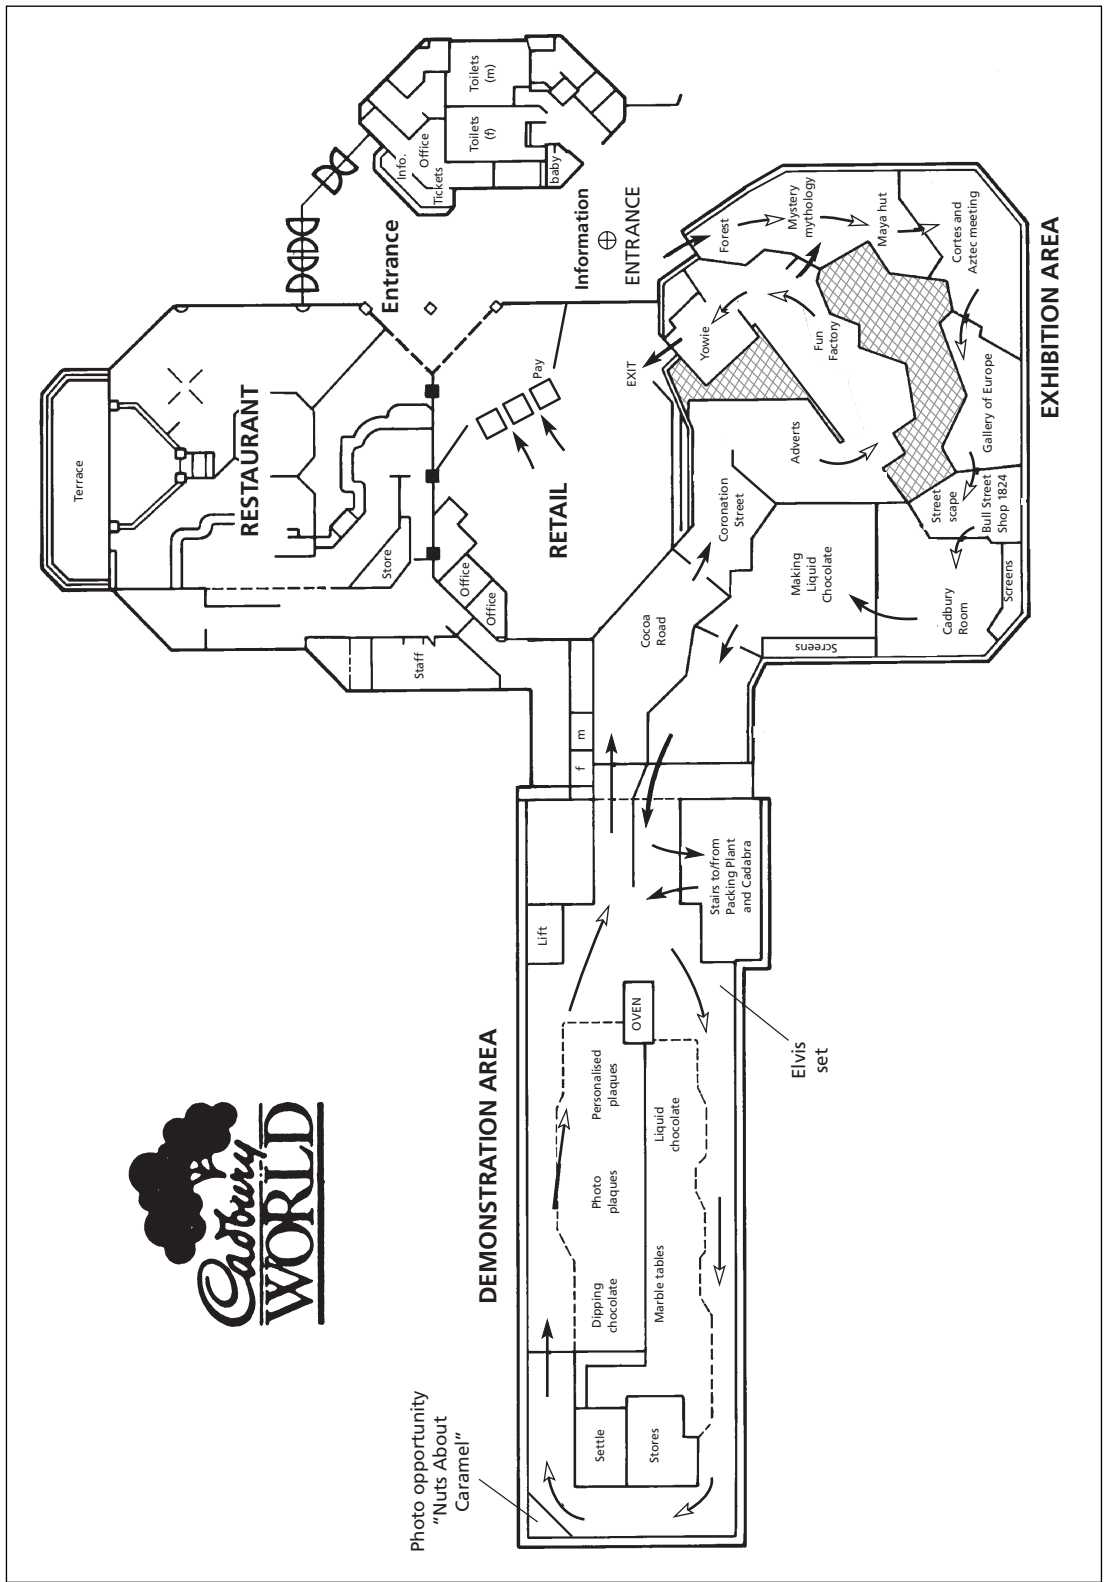 Cadbury
WORLD
Terrace
RESTAURANT
Store
Staff
Office
Office
Entrance
Info.
Office
Tickets
Toilets
(m)
Toilets
(f)
baby
Information
ENTRANCE
RETAIL
Pay
EXIT
EXHIBITION AREA
Forest
Mystery
mythology
Maya hut
Cortes and
Aztec meeting
Gallery of Europe
Street
scape
Bull Street
Shop 1824
Screens
Cadbury
Room
Making
Liquid
Chocolate
Screens
Cocoa
Road
Coronation
Street
Adverts
Fun
Factory
Yowie
m
f
Stairs to/from
Packing Plant
and Cadabra
Lift
DEMONSTRATION AREA
Elvis
set
OVEN
Personalised
plaques
Liquid
chocolate
Photo
plaques
Marble tables
Dipping
chocolate
Settle
Stores
Photo opportunity
“Nuts About
Caramel”